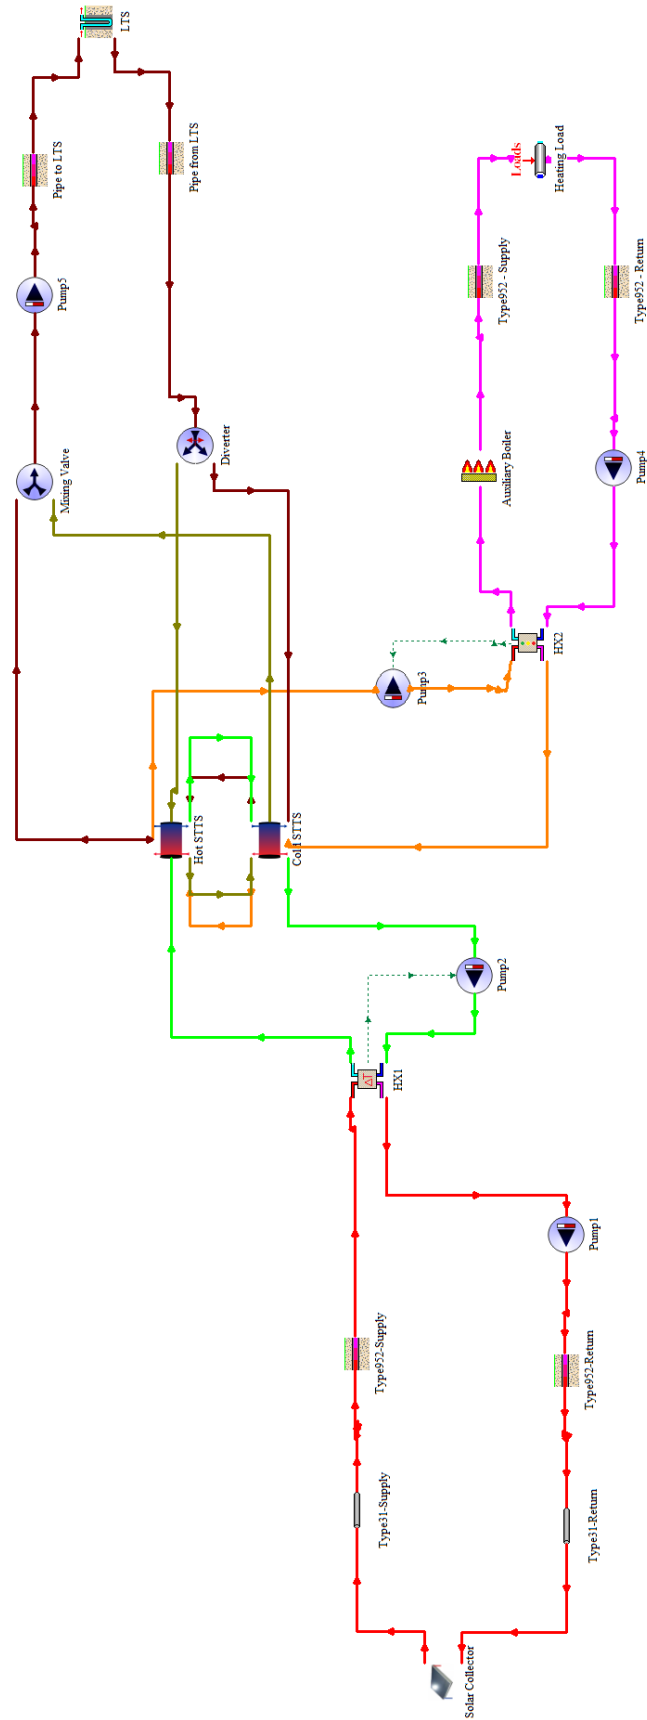 LTS
Pipe to LTS
Pipe from LTS
Pump5
Mixing Valve
Diverter
Loads
Heating Load
Type952 - Supply
Type952 - Return
Auxiliary Boiler
Pump4
HX2
Pump3
Hot STTS
Cold STTS
Pump2
ΔT
HX1
Pump1
Type952-Supply
Type952-Return
Type31-Supply
Type31-Return
Solar Collector